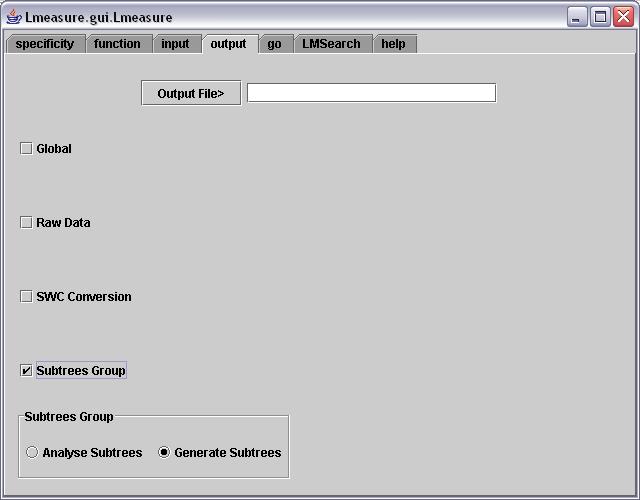 Lmeasure.gui.Lmeasure
specificity function input output go LMSearch help
Output File>
Global
Raw Data
SWC Conversion
Subtrees Group
Subtrees Group
Analyse Subtrees Generate Subtrees